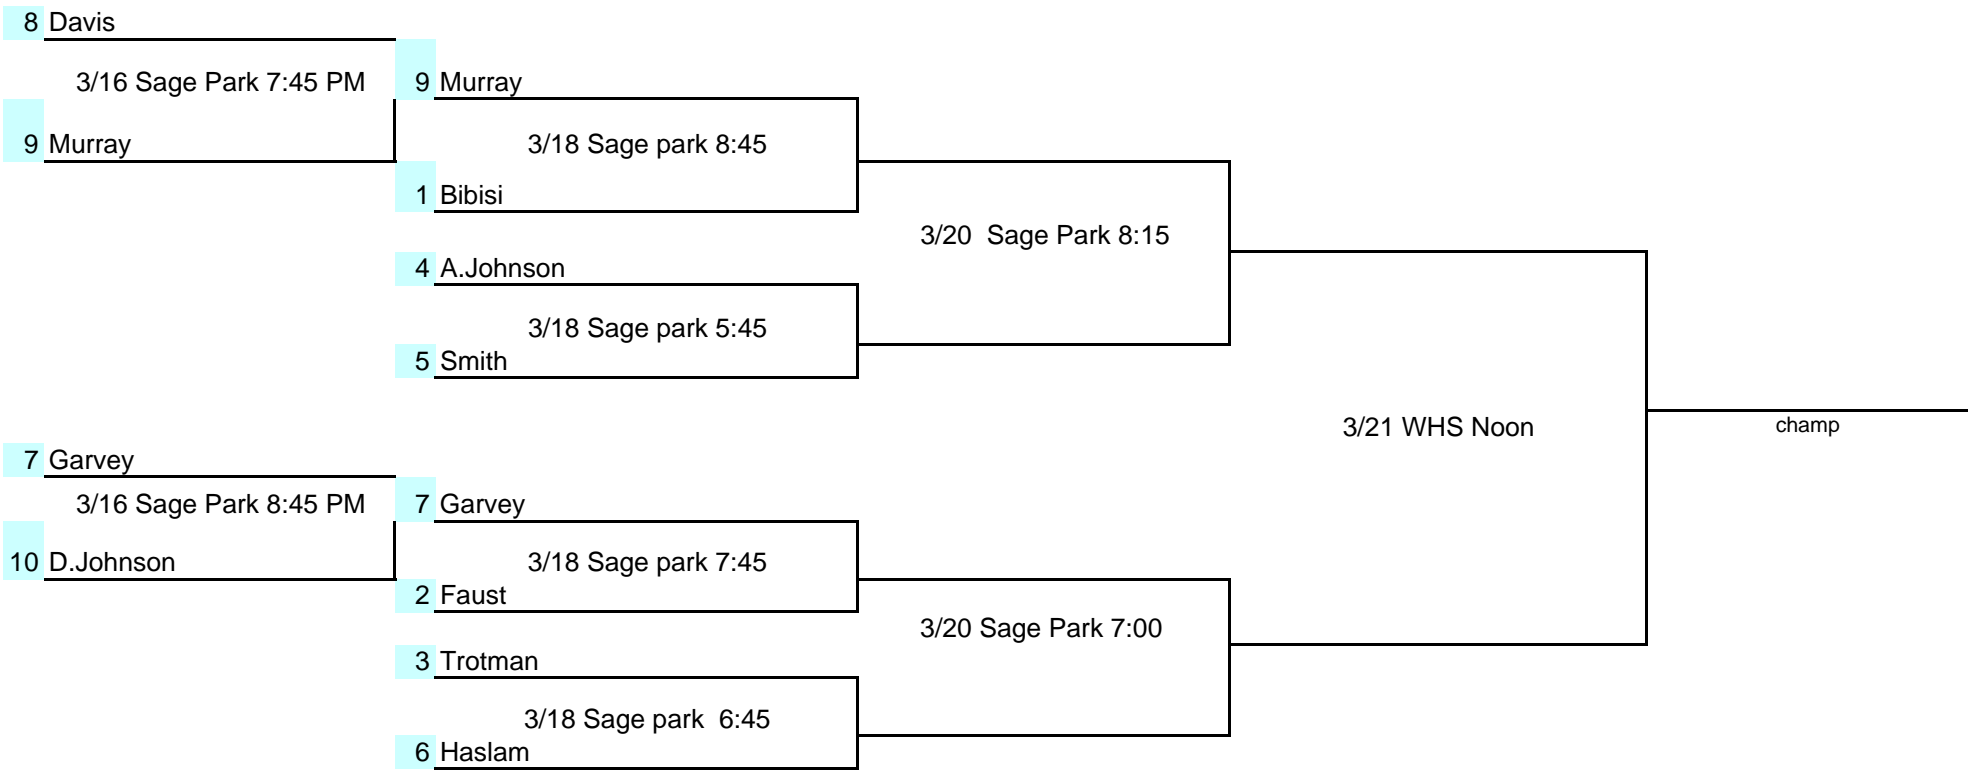 8 Davis
3/16 Sage Park 7:45 PM
9 Murray
9 Murray
3/18 Sage park 8:45
1 Bibisi
3/20  Sage Park 8:15
4 A.Johnson
3/18 Sage park 5:45
5 Smith
3/21 WHS Noon
champ
7 Garvey
3/16 Sage Park 8:45 PM
10 D.Johnson
7 Garvey
3/18 Sage park 7:45
2 Faust
3/20 Sage Park 7:00
3 Trotman
3/18 Sage park  6:45
6 Haslam